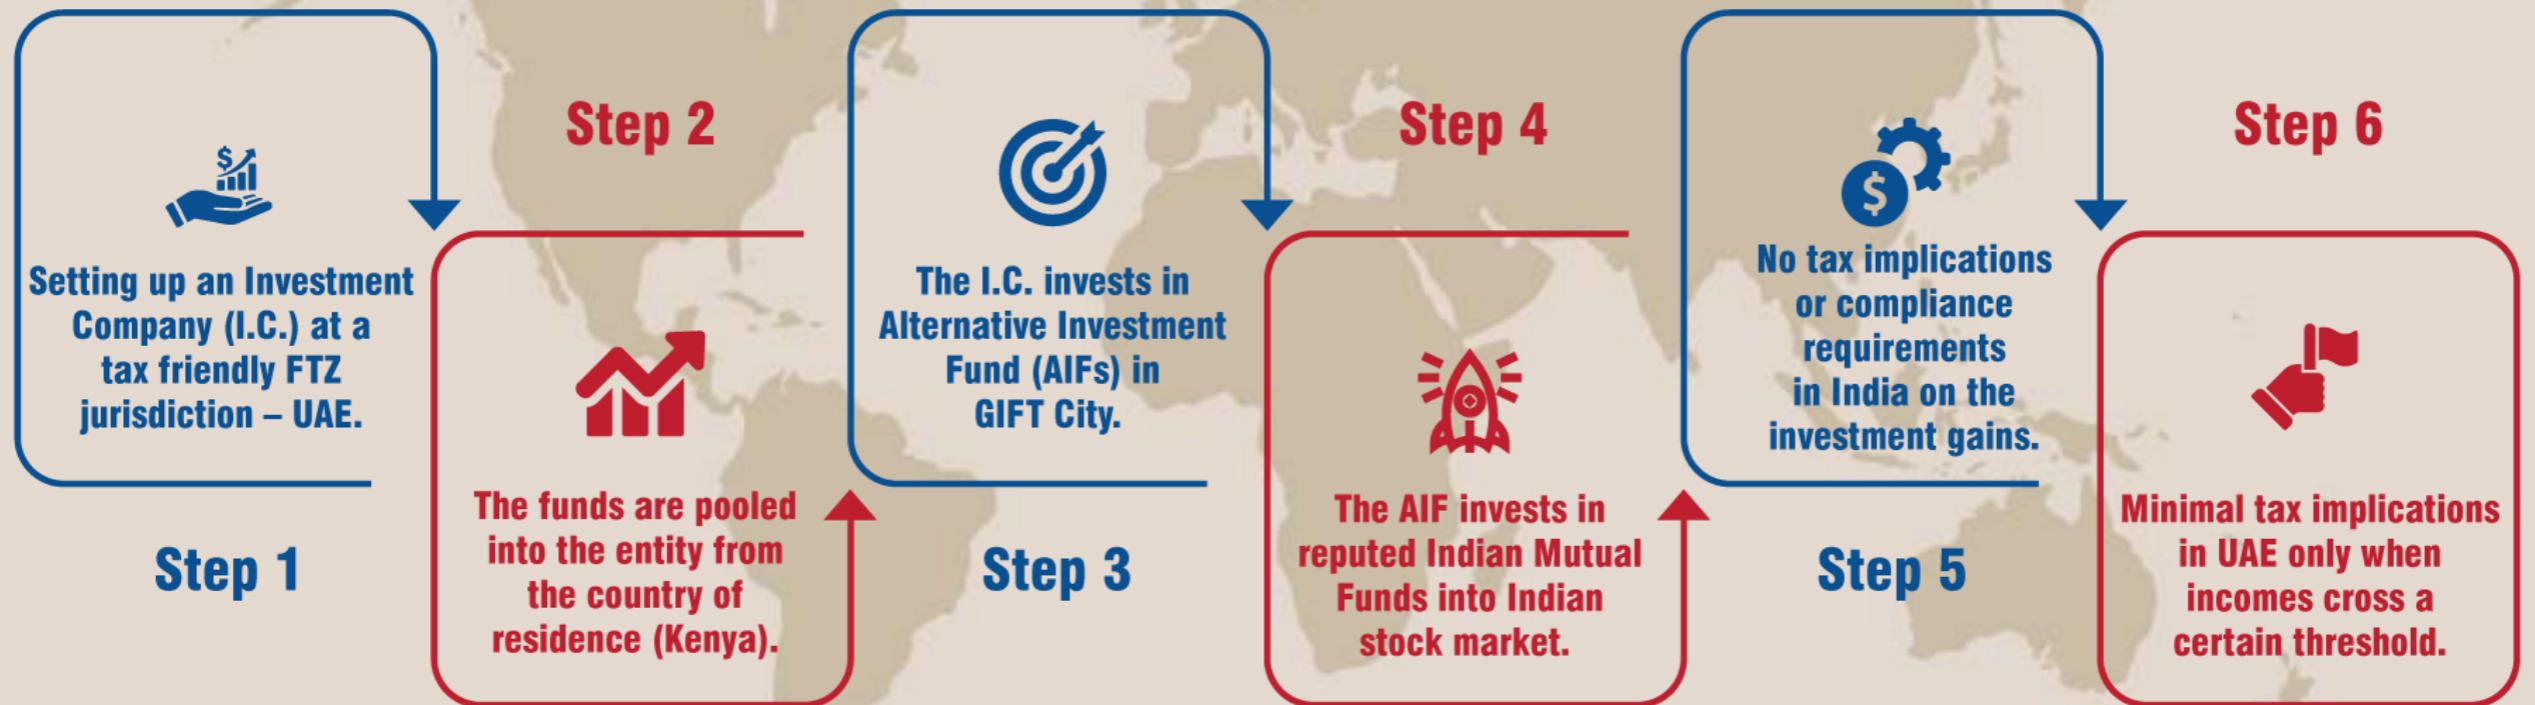 Setting up an Investment
Company (I.C.) at a
tax friendly FTZ
jurisdiction – UAE.
Step 1
Step 2
The funds are pooled
into the entity from
the country of
residence (Kenya).
The I.C. invests in
Alternative Investment
Fund (AIFs) in
GIFT City.
Step 3
Step 4
The AIF invests in
reputed Indian Mutual
Funds into Indian
stock market.
$
No tax implications
or compliance
requirements
in India on the
investment gains.
Step 5
Step 6
Minimal tax implications
in UAE only when
incomes cross a
certain threshold.